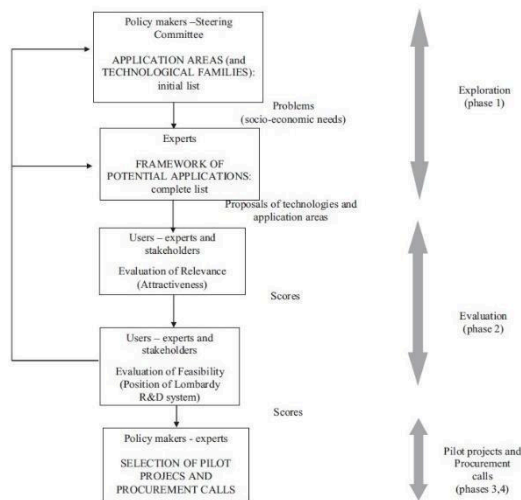 Policy makers –Steering
Committee
APPLICATION AREAS (and
TECHNOLOGICAL FAMILIES):
initial list
Problems
(socio-economic needs)
Exploration
(phase 1)
Experts
FRAMEWORK OF
POTENTIAL APPLICATIONS:
complete list
Proposals of technologies and
application areas
Users – experts and
stakeholders
Evaluation of Relevance
(Attractiveness)
Scores
Evaluation
(phase 2)
Users – experts and
stakeholders
Evaluation of Feasibility
(Position of Lombardy
R&D system)
Scores
Policy makers - experts
SELECTION OF PILOT
PROJECS AND
PROCUREMENT CALLS
Pilot projects and
Procurement
calls
(phases 3,4)